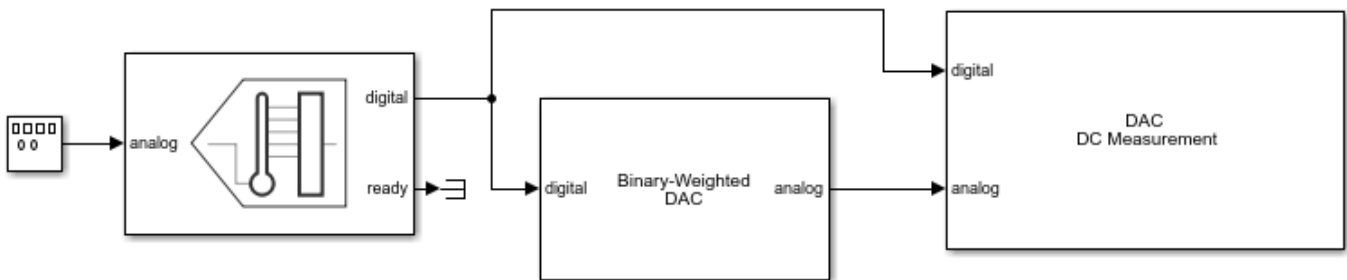 analog
digital
ready
digital
Binary-Weighted
DAC
analog
digital
DAC
DC Measurement
analog